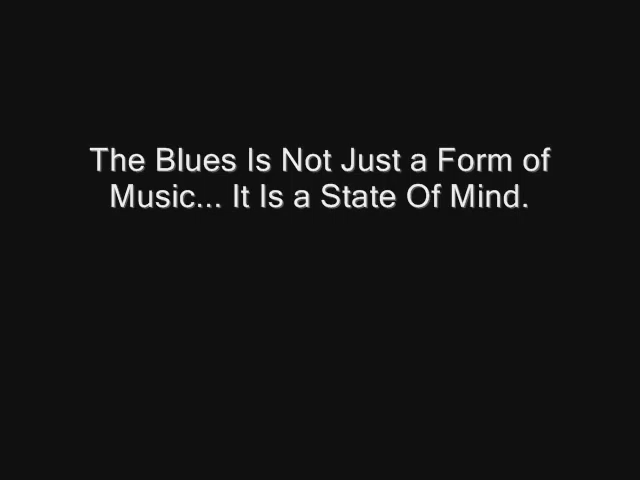 The Blues Is Not Just a Form of
Music... It Is a State Of Mind.